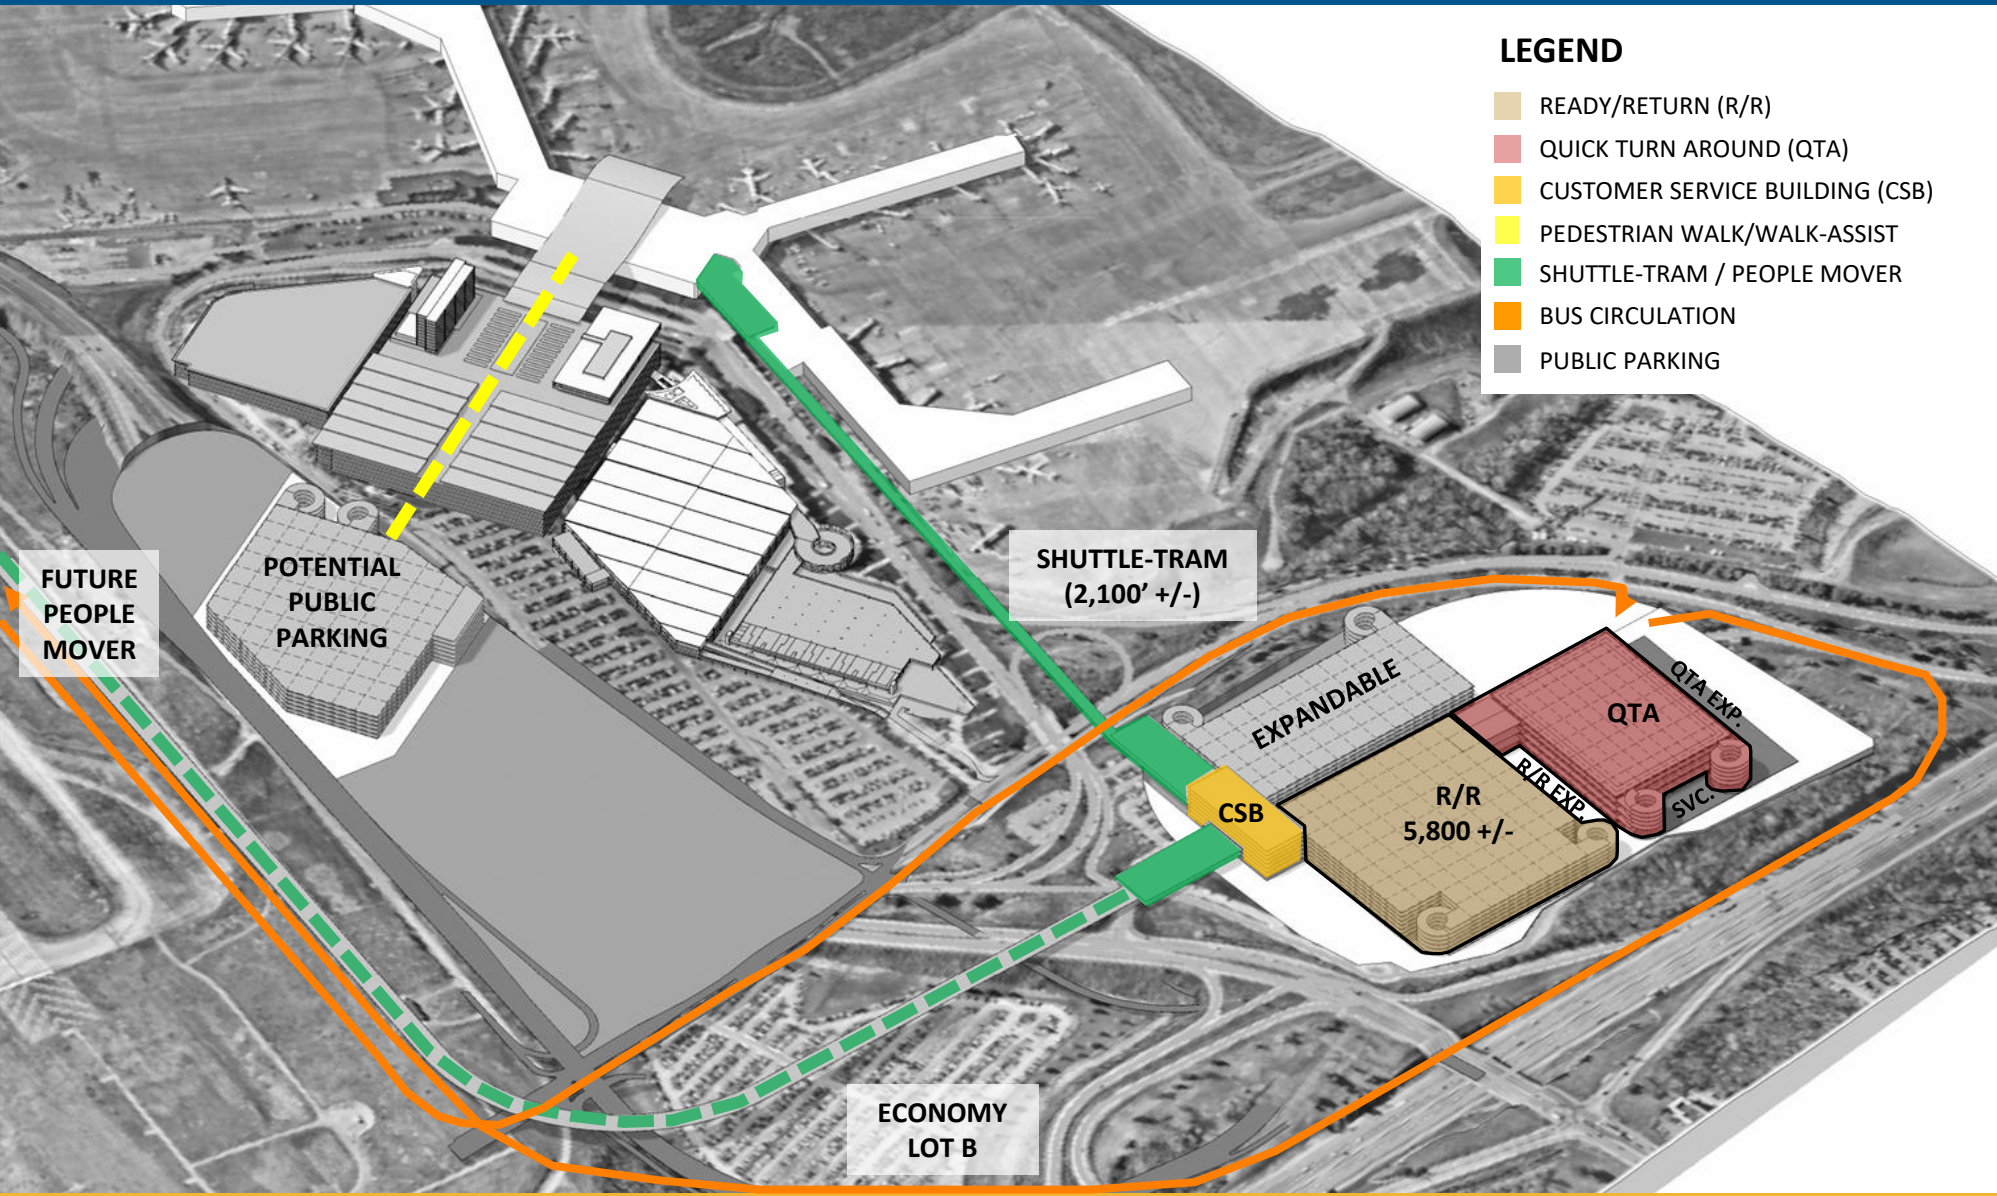 LEGEND
READY/RETURN (R/R)
QUICK TURN AROUND (QTA)
CUSTOMER SERVICE BUILDING (CSB)
PEDESTRIAN WALK/WALK-ASSIST
SHUTTLE-TRAM / PEOPLE MOVER
BUS CIRCULATION
PUBLIC PARKING
FUTURE
PEOPLE
MOVER
POTENTIAL
PUBLIC
PARKING
SHUTTLE-TRAM
(2,100’ +/-)
EXPANDABLE
QTA EXP.
QTA
R/R EXP.
SVC.
R/R
5,800 +/-
CSB
ECONOMY
LOT B